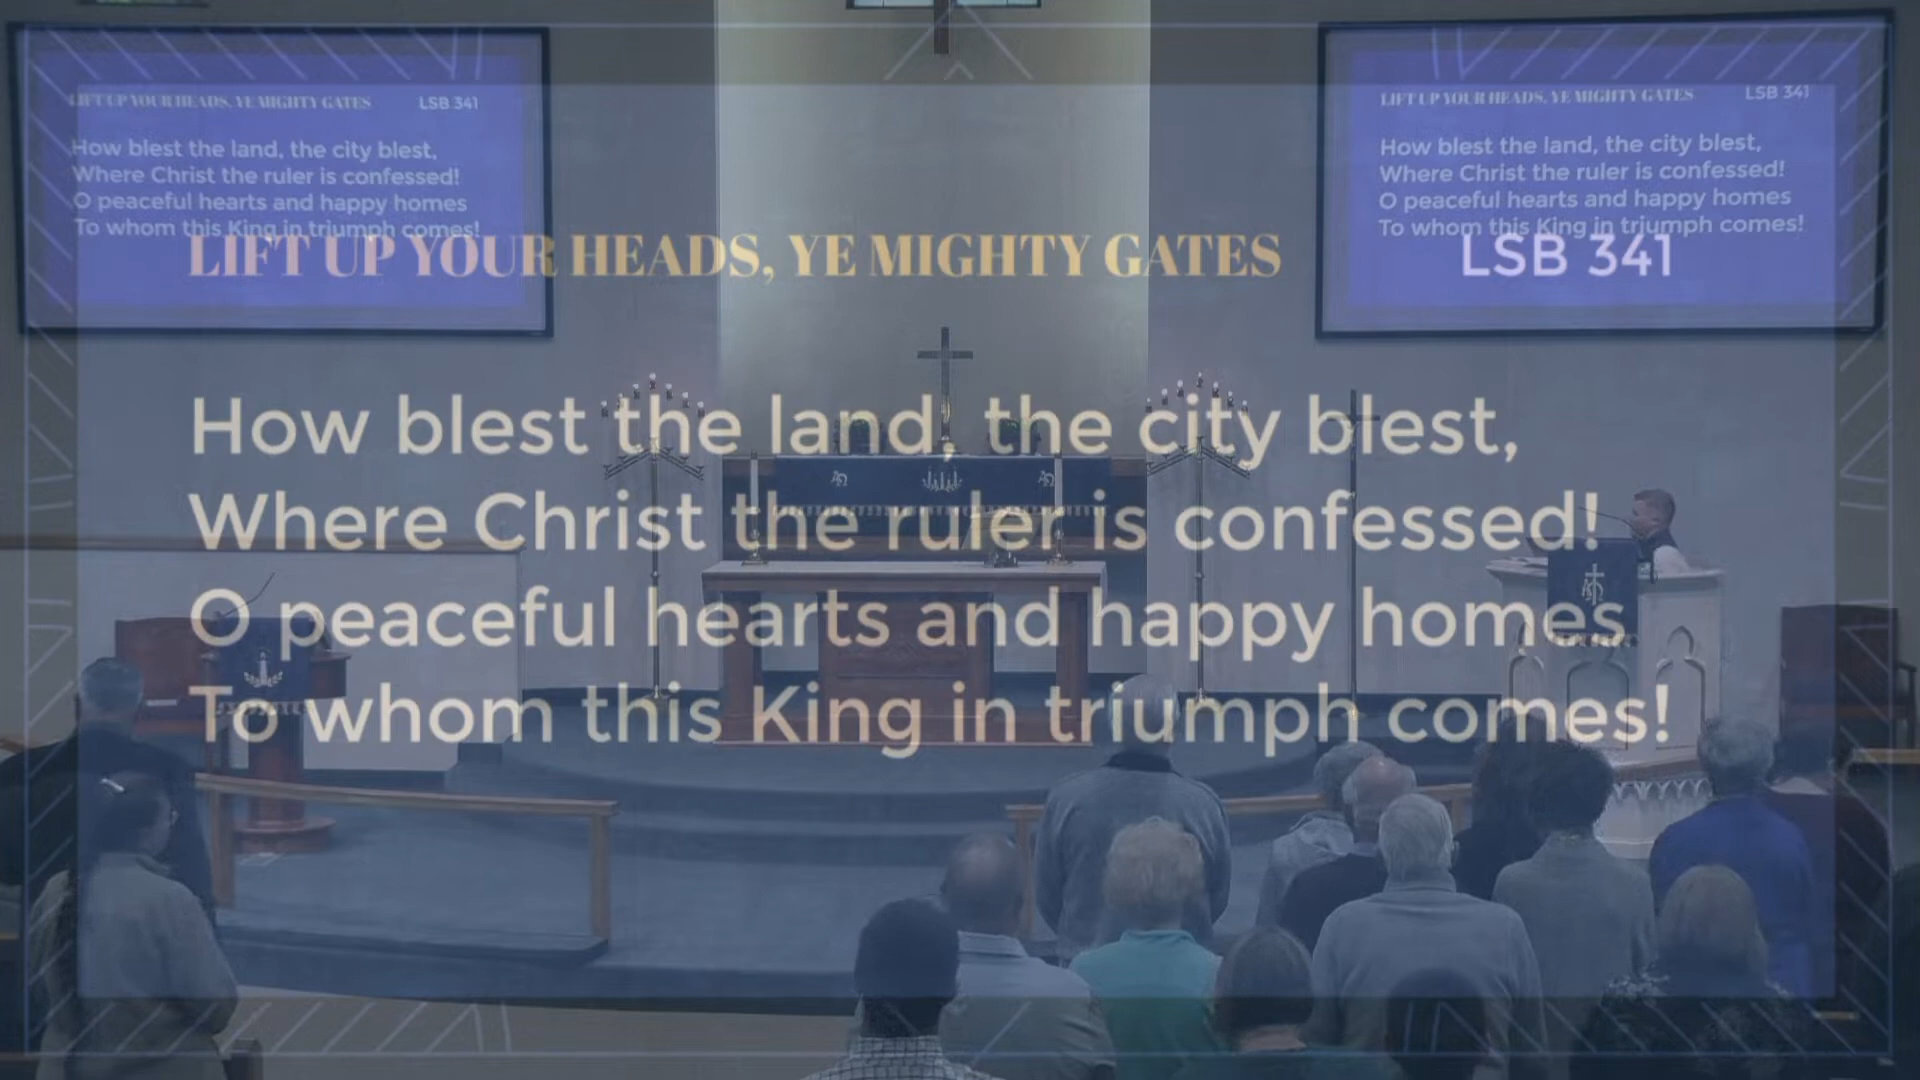 LIFT UP YOUR HEADS, YE MIGHTY GATES LSB 341
How blest the land, the city blest,
Where Christ the ruler is confessed!
O peaceful hearts and happy homes
To whom this King in triumph comes!
LIFT UP YOUR HEADS, YE MIGHTY GATES LSB 341
How blest the land, the city blest,
Where Christ the ruler is confessed!
O peaceful hearts and happy homes
To whom this King in triumph comes!
LIFT UP YOUR HEADS, YE MIGHTY GATES LSB 341
How blest the land, the city blest,
Where Christ the ruler is confessed!
O peaceful hearts and happy homes
To whom this King in triumph comes!